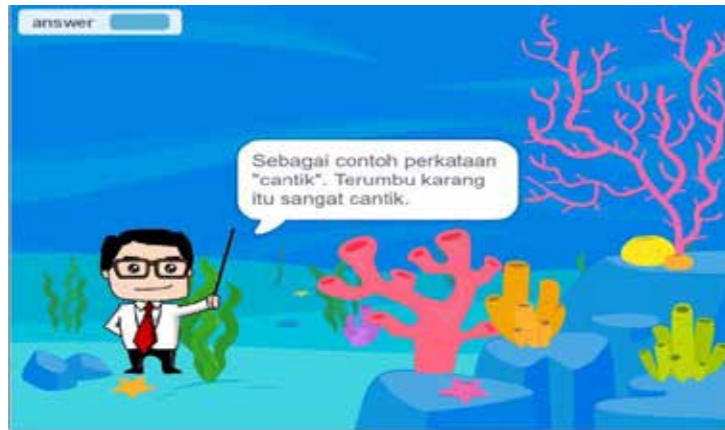 answer
Sebagai contoh perkataan
"cantik". Terumbu karang
itu sangat cantik.